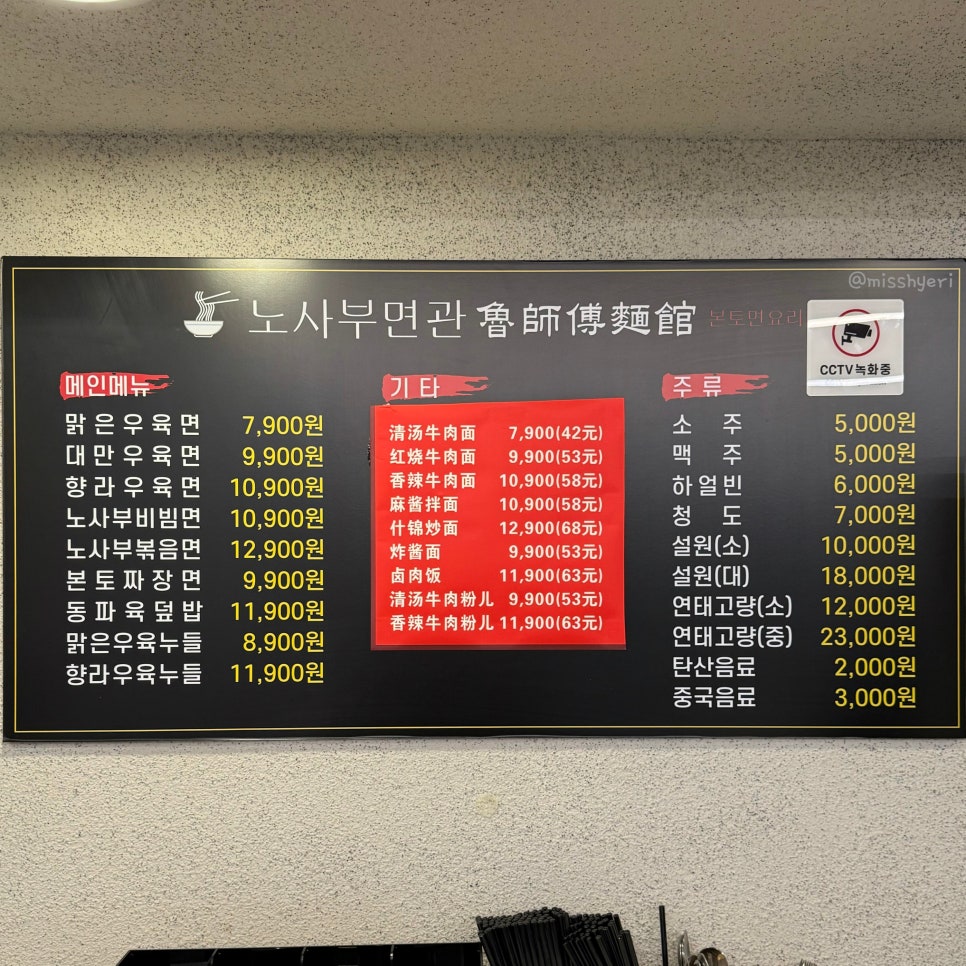 @misshyeri
노사부면관 魯師傅麵館 본토면요리
CCTV녹화중
메인메뉴
맑은우육면 7,900원
대만우육면 9,900원
향라우육면 10,900원
노사부비빔면 10,900원
노사부볶음면 12,900원
본토짜장면 9,900원
동파육덮밥 11,900원
맑은우육누들 8,900원
향라우육누들 11,900원
기타
清汤牛肉面 7,900(42元)
红烧牛肉面 9,900(53元)
香辣牛肉面 10,900(58元)
麻酱拌面 10,900(58元)
什锦炒面 12,900(68元)
炸酱面 9,900(53元)
卤肉饭 11,900(63元)
清汤牛肉粉儿 9,900(53元)
香辣牛肉粉儿 11,900(63元)
주류
소주 5,000원
맥주 5,000원
하얼빈 6,000원
청도 7,000원
설원(소) 10,000원
설원(대) 18,000원
연태고량(소) 12,000원
연태고량(중) 23,000원
탄산음료 2,000원
중국음료 3,000원